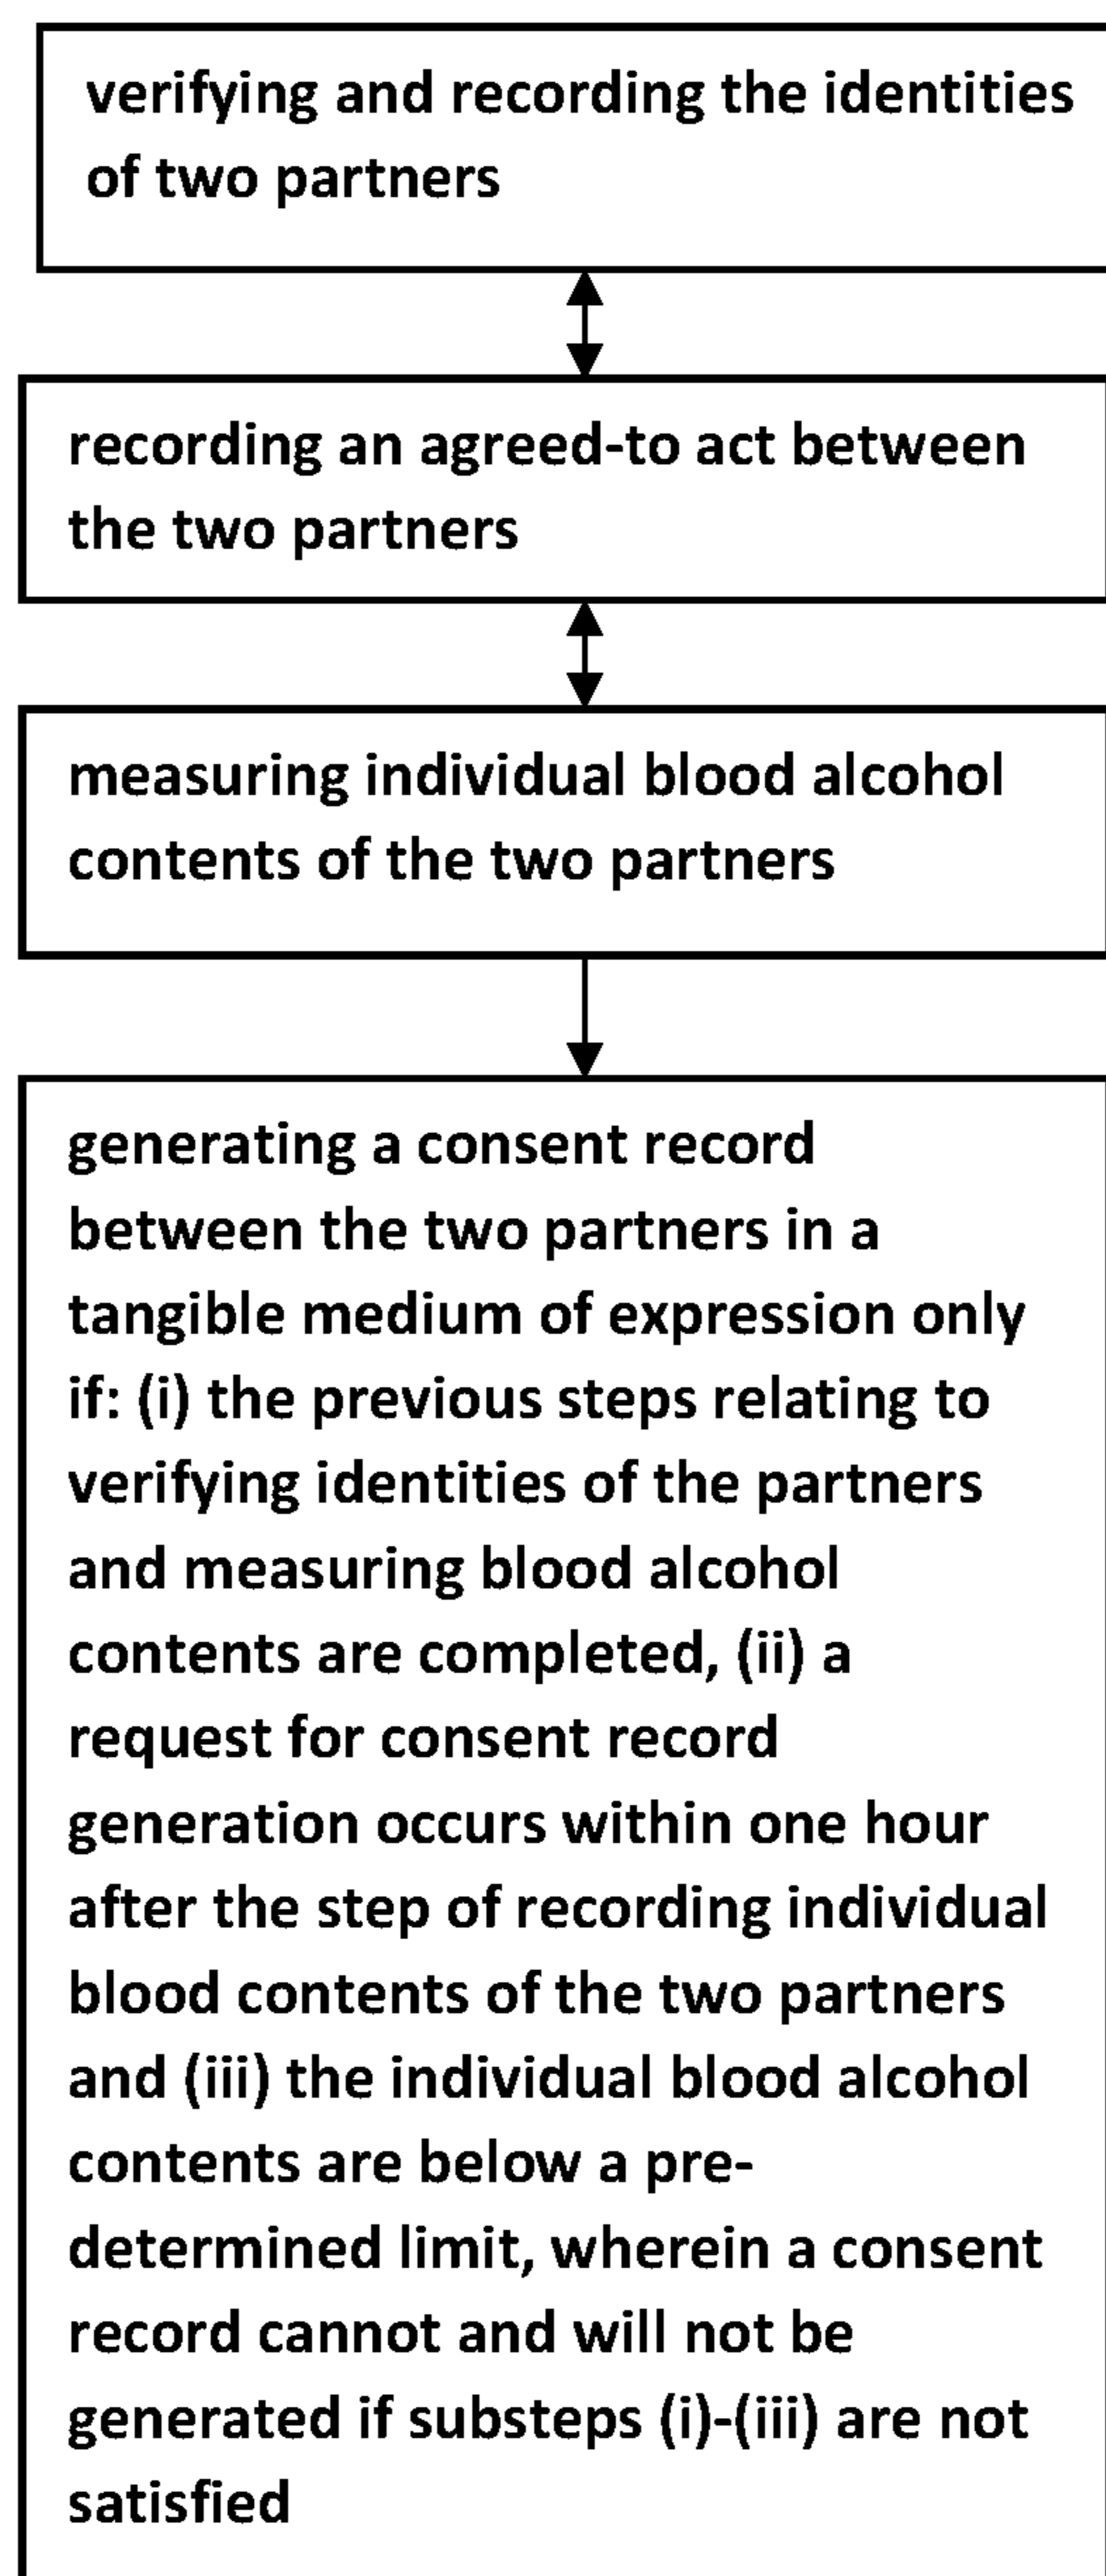 verifying and recording the identities
of two partners
recording an agreed-to act between
the two partners
measuring individual blood alcohol
contents of the two partners
generating a consent record
between the two partners in a
tangible medium of expression only
if: (i) the previous steps relating to
verifying identities of the partners
and measuring blood alcohol
contents are completed, (ii) a
request for consent record
generation occurs within one hour
after the step of recording individual
blood contents of the two partners
and (iii) the individual blood alcohol
contents are below a pre-
determined limit, wherein a consent
record cannot and will not be
generated if substeps (i)-(iii) are not
satisfied